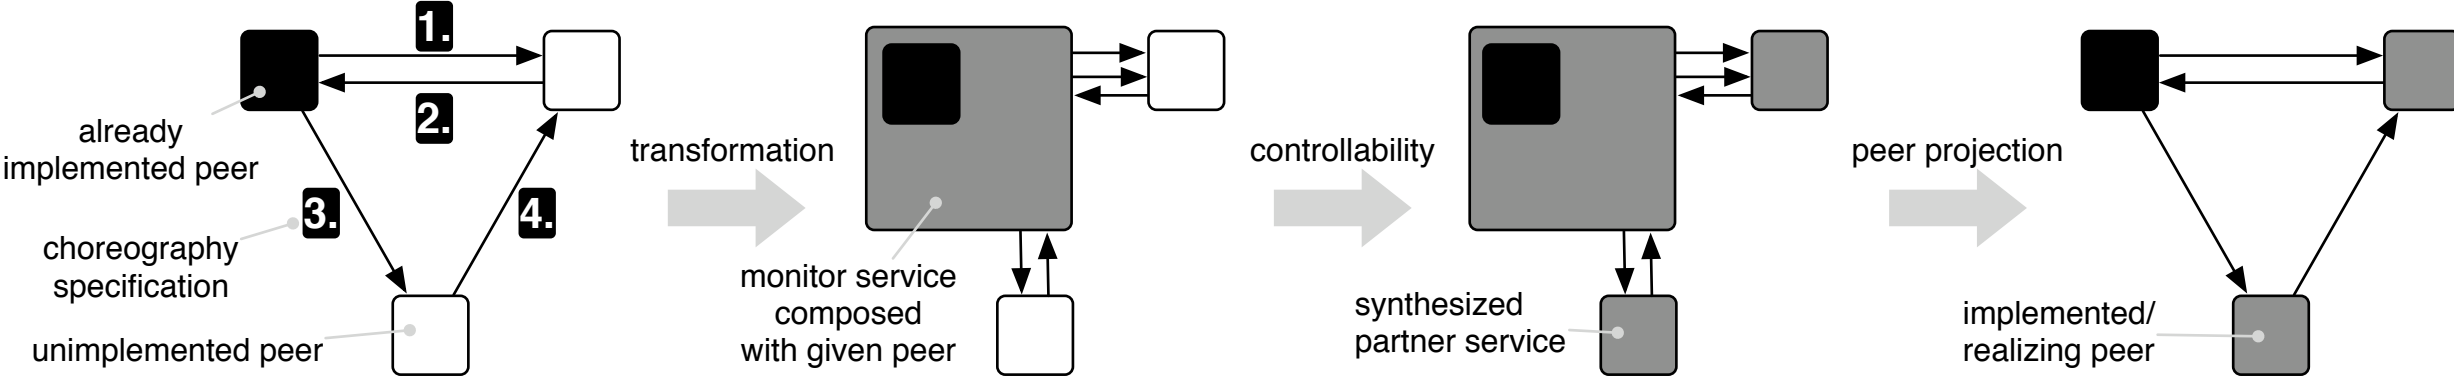 1.
2.
already
implemented peer
3.
4.
choreography
specification
unimplemented peer
transformation
monitor service
composed
with given peer
controllability
synthesized
partner service
peer projection
implemented/
realizing peer